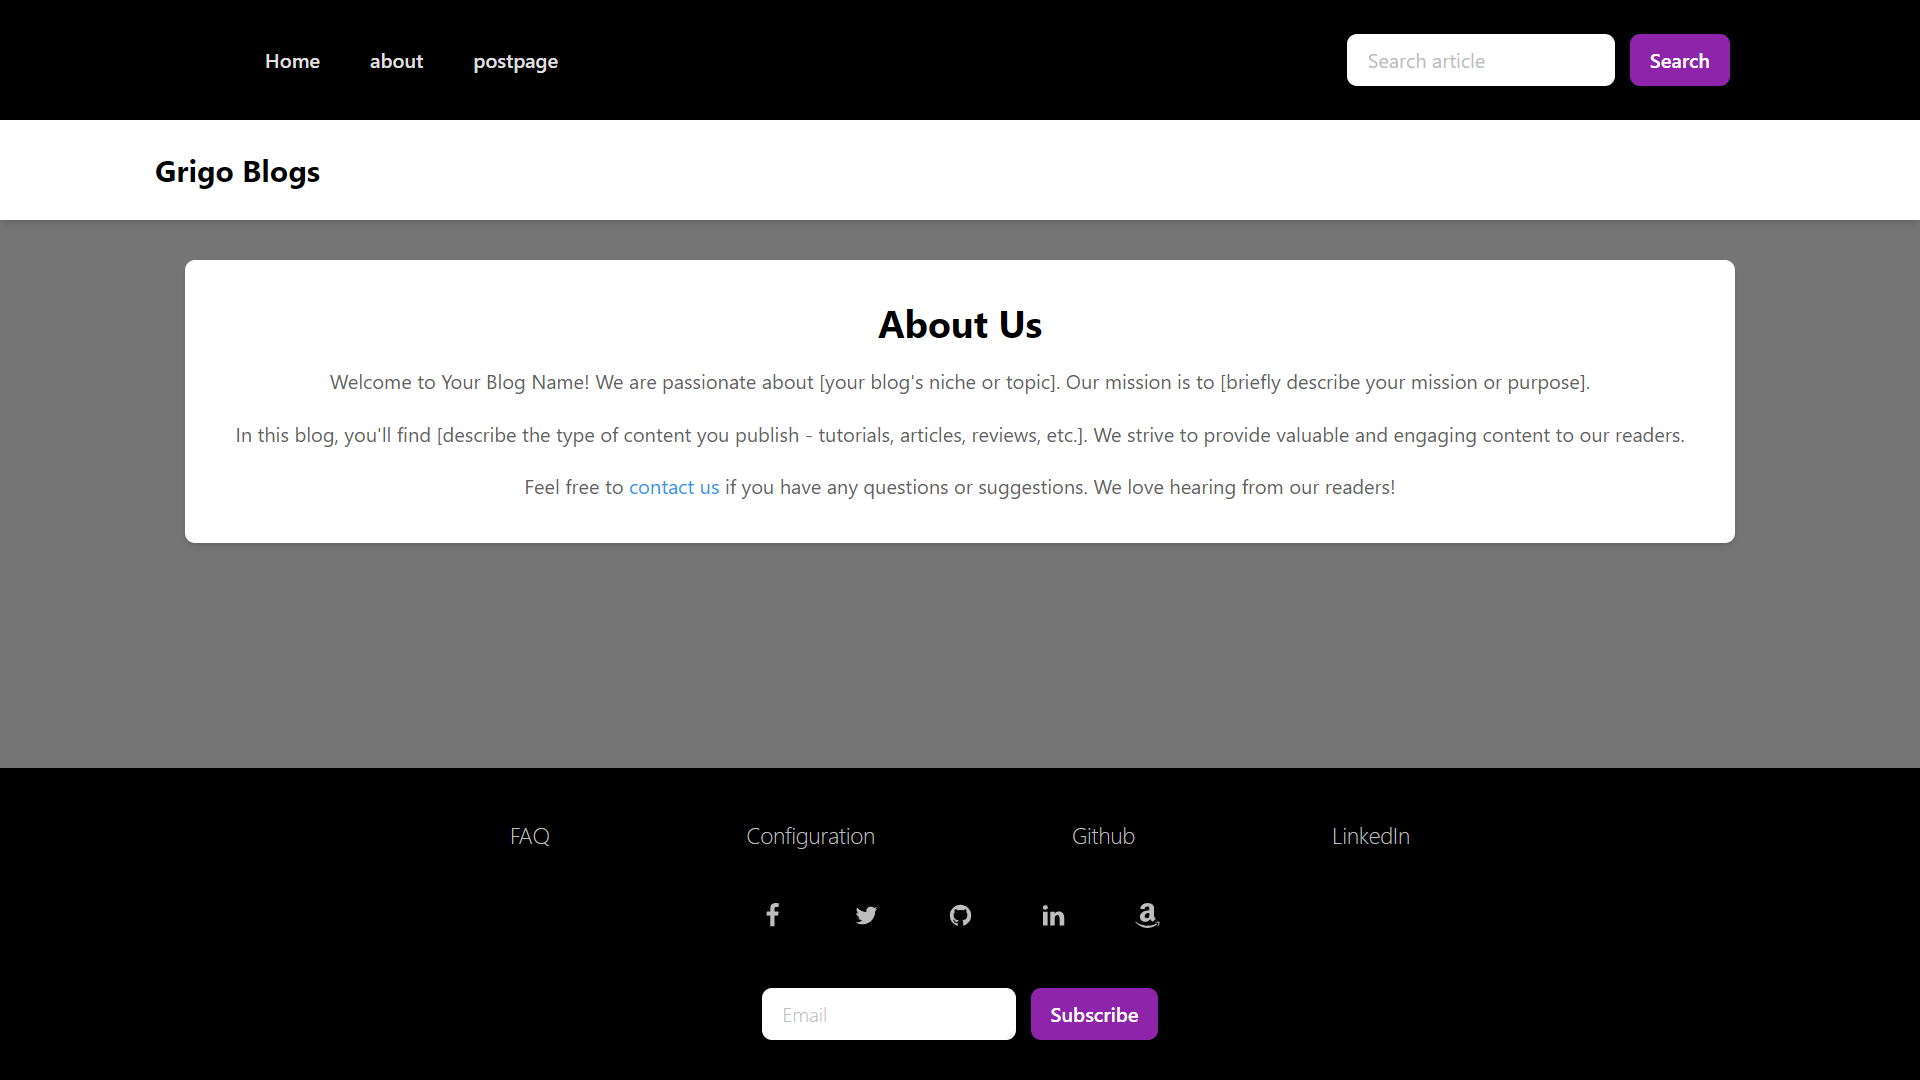 Home about postpage Search article Search
Grigo Blogs
About Us
Welcome to Your Blog Name! We are passionate about [your blog's niche or topic]. Our mission is to [briefly describe your mission or purpose].
In this blog, you'll find [describe the type of content you publish - tutorials, articles, reviews, etc.]. We strive to provide valuable and engaging content to our readers.
Feel free to contact us if you have any questions or suggestions. We love hearing from our readers!
FAQ Configuration Github LinkedIn
Email Subscribe